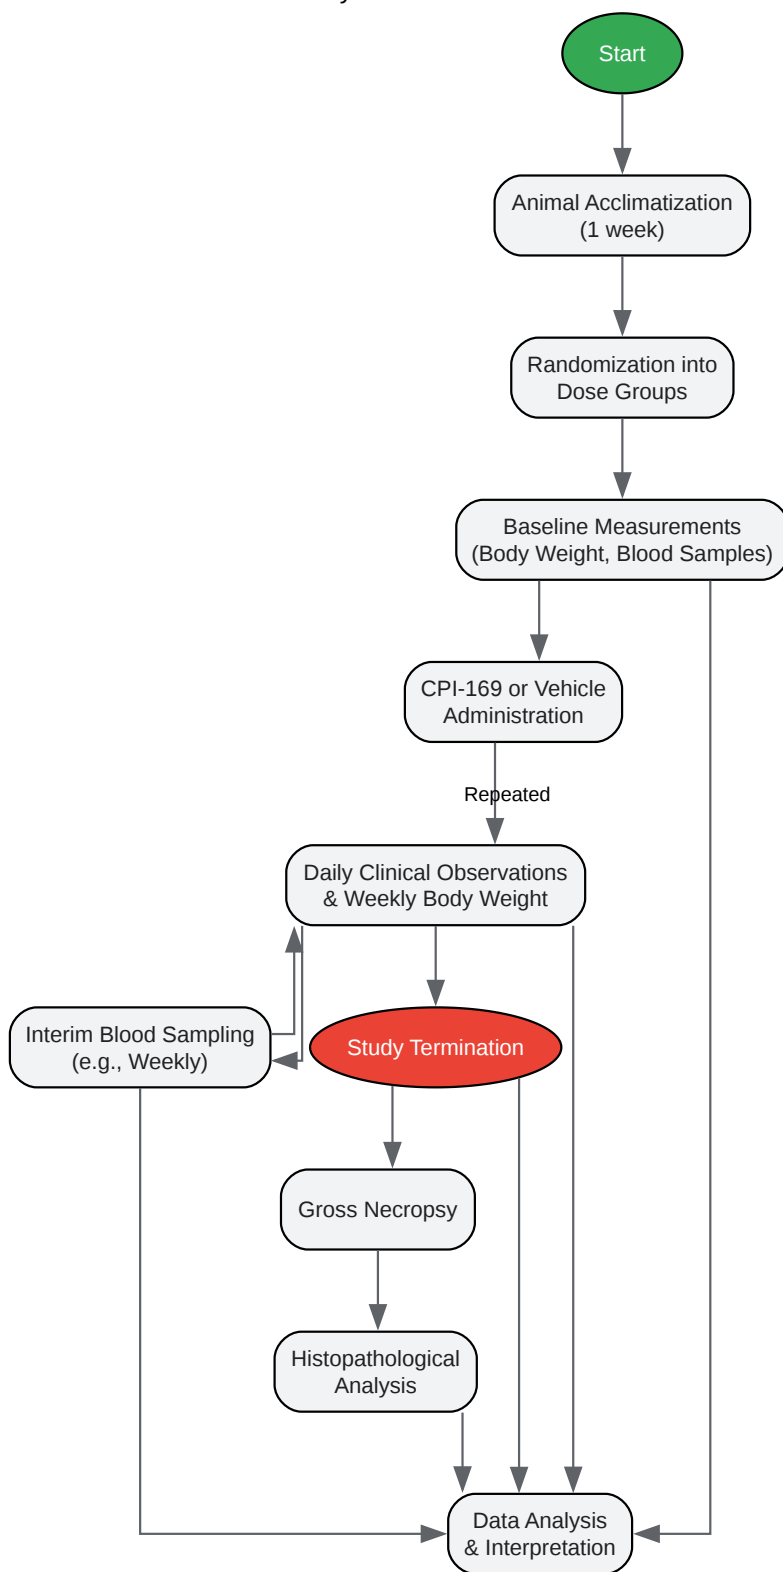 Start
Animal Acclimatization
(1 week)
Randomization into
Dose Groups
Baseline Measurements
(Body Weight, Blood Samples)
CPI-169 or Vehicle
Administration
Repeated
Daily Clinical Observations
& Weekly Body Weight
Interim Blood Sampling
(e.g., Weekly)
Study Termination
Gross Necropsy
Histopathological
Analysis
Data Analysis
& Interpretation